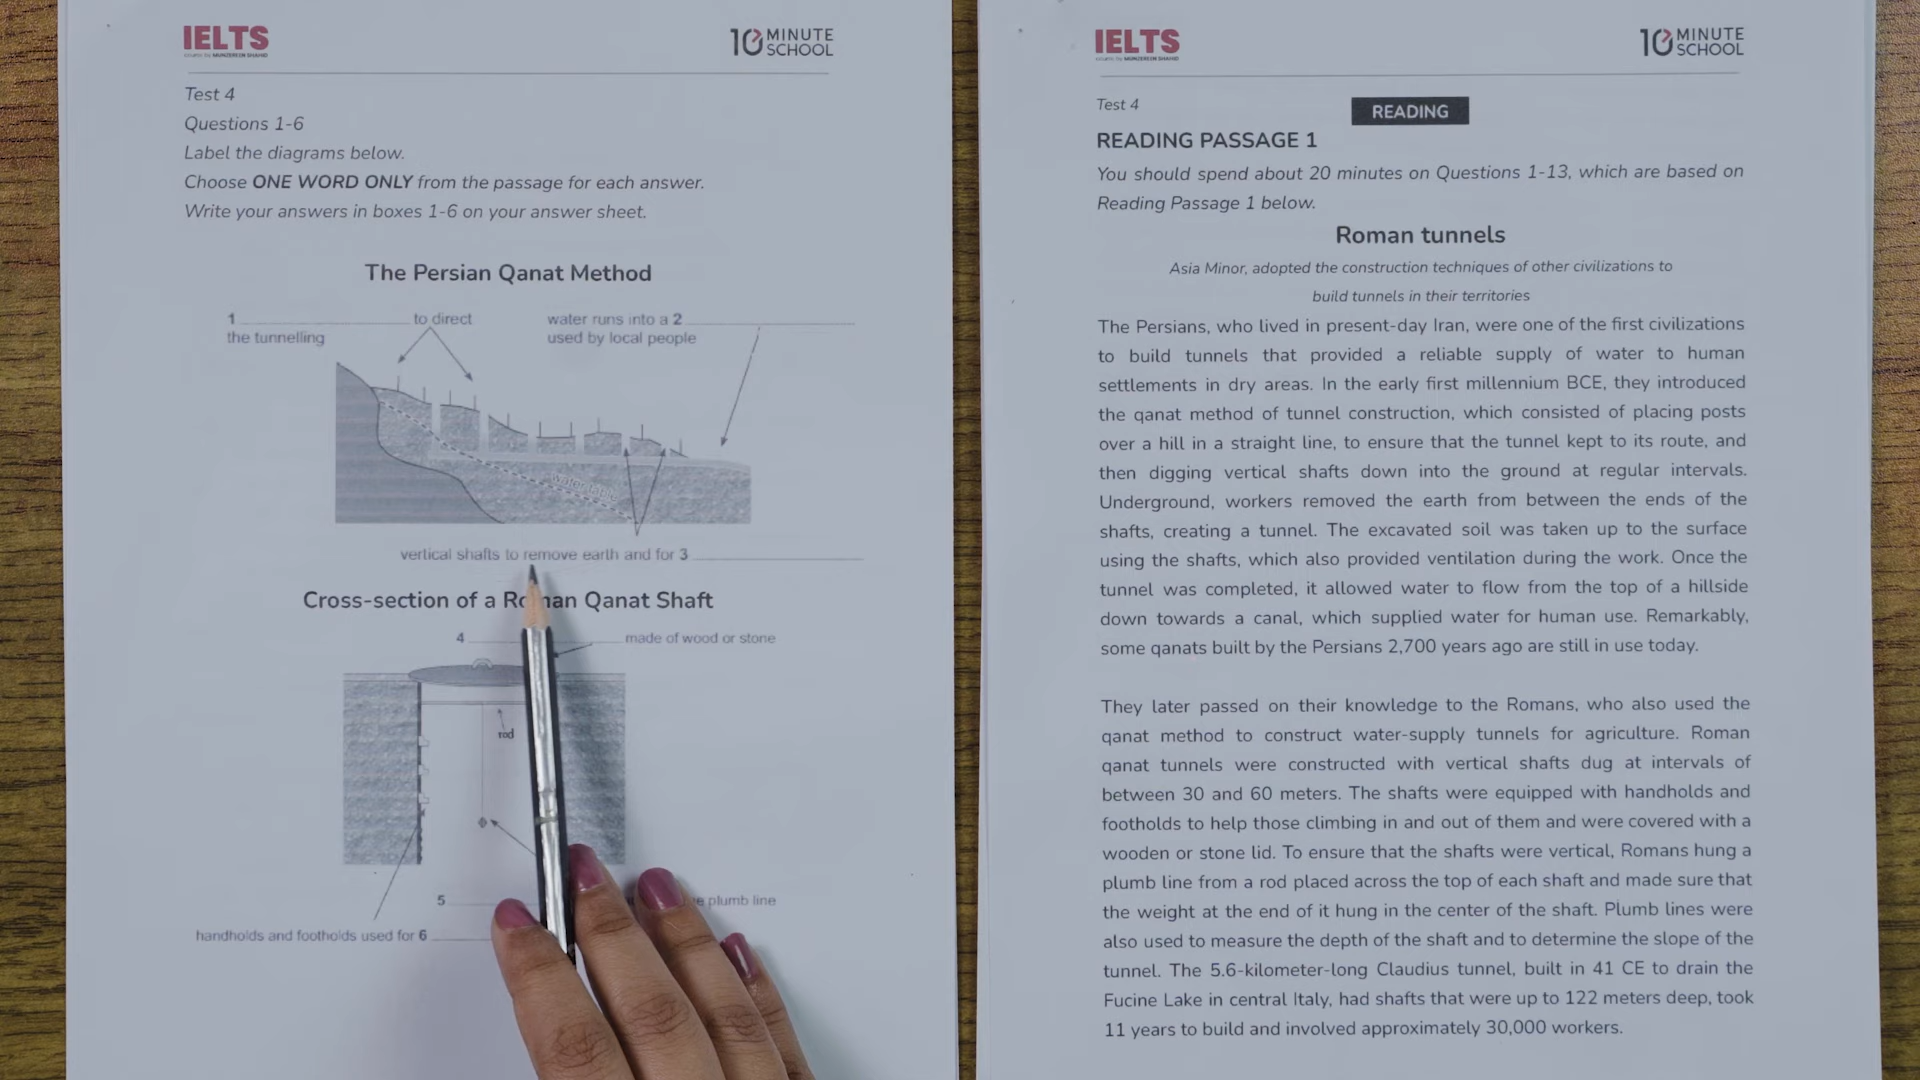 IELTS
10 MINUTE SCHOOL
Test 4
Questions 1-6
Label the diagrams below.
Choose ONE WORD ONLY from the passage for each answer.
Write your answers in boxes 1-6 on your answer sheet.
The Persian Qanat Method
1 to direct
the tunnelling
water runs into a 2
used by local people
water table
vertical shafts to remove earth and for 3
Cross-section of a Roman Qanat Shaft
4 made of wood or stone
rod
5 plumb line
handholds and footholds used for 6
IELTS
10 MINUTE SCHOOL
Test 4
READING
READING PASSAGE 1
You should spend about 20 minutes on Questions 1-13, which are based on
Reading Passage 1 below.
Roman tunnels
Asia Minor, adopted the construction techniques of other civilizations to
build tunnels in their territories
The Persians, who lived in present-day Iran, were one of the first civilizations
to build tunnels that provided a reliable supply of water to human
settlements in dry areas. In the early first millennium BCE, they introduced
the qanat method of tunnel construction, which consisted of placing posts
over a hill in a straight line, to ensure that the tunnel kept to its route, and
then digging vertical shafts down into the ground at regular intervals.
Underground, workers removed the earth from between the ends of the
shafts, creating a tunnel. The excavated soil was taken up to the surface
using the shafts, which also provided ventilation during the work. Once the
tunnel was completed, it allowed water to flow from the top of a hillside
down towards a canal, which supplied water for human use. Remarkably,
some qanats built by the Persians 2,700 years ago are still in use today.
They later passed on their knowledge to the Romans, who also used the
qanat method to construct water-supply tunnels for agriculture. Roman
qanat tunnels were constructed with vertical shafts dug at intervals of
between 30 and 60 meters. The shafts were equipped with handholds and
footholds to help those climbing in and out of them and were covered with a
wooden or stone lid. To ensure that the shafts were vertical, Romans hung a
plumb line from a rod placed across the top of each shaft and made sure that
the weight at the end of it hung in the center of the shaft. Plumb lines were
also used to measure the depth of the shaft and to determine the slope of the
tunnel. The 5.6-kilometer-long Claudius tunnel, built in 41 CE to drain the
Fucine Lake in central Italy, had shafts that were up to 122 meters deep, took
11 years to build and involved approximately 30,000 workers.